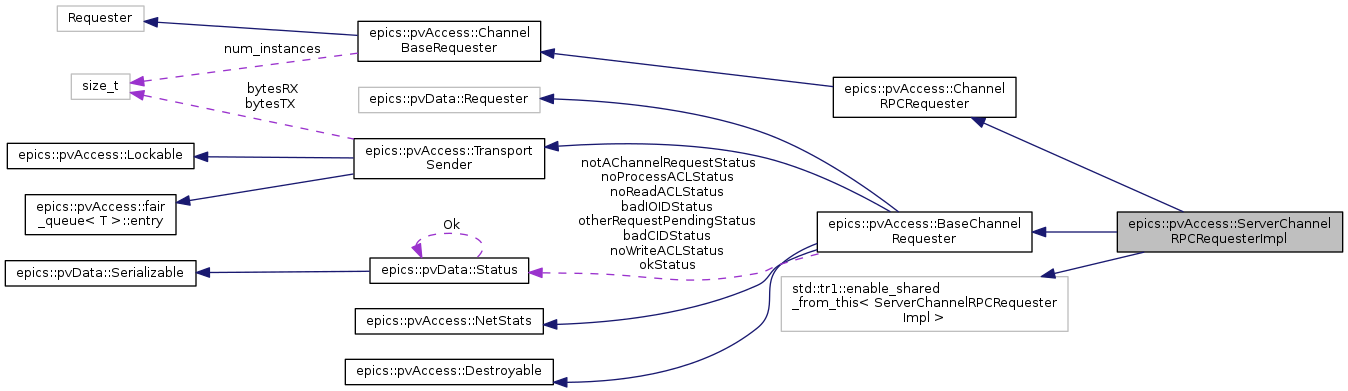 Requester
epics::pvAccess::Channel
BaseRequester
num_instances
size_t
bytesRX
bytesTX
epics::pvData::Requester
epics::pvAccess::Channel
RPCRequester
epics::pvAccess::Lockable
epics::pvAccess::Transport
Sender
epics::pvAccess::fair
_queue< T >::entry
notAChannelRequestStatus
noProcessACLStatus
noReadACLStatus
badIOIDStatus
otherRequestPendingStatus
badCIDStatus
noWriteACLStatus
okStatus
Ok
epics::pvData::Serializable
epics::pvData::Status
epics::pvAccess::BaseChannel
Requester
epics::pvAccess::ServerChannel
RPCRequesterImpl
std::tr1::enable_shared
_from_this< ServerChannelRPCRequester
Impl >
epics::pvAccess::NetStats
epics::pvAccess::Destroyable